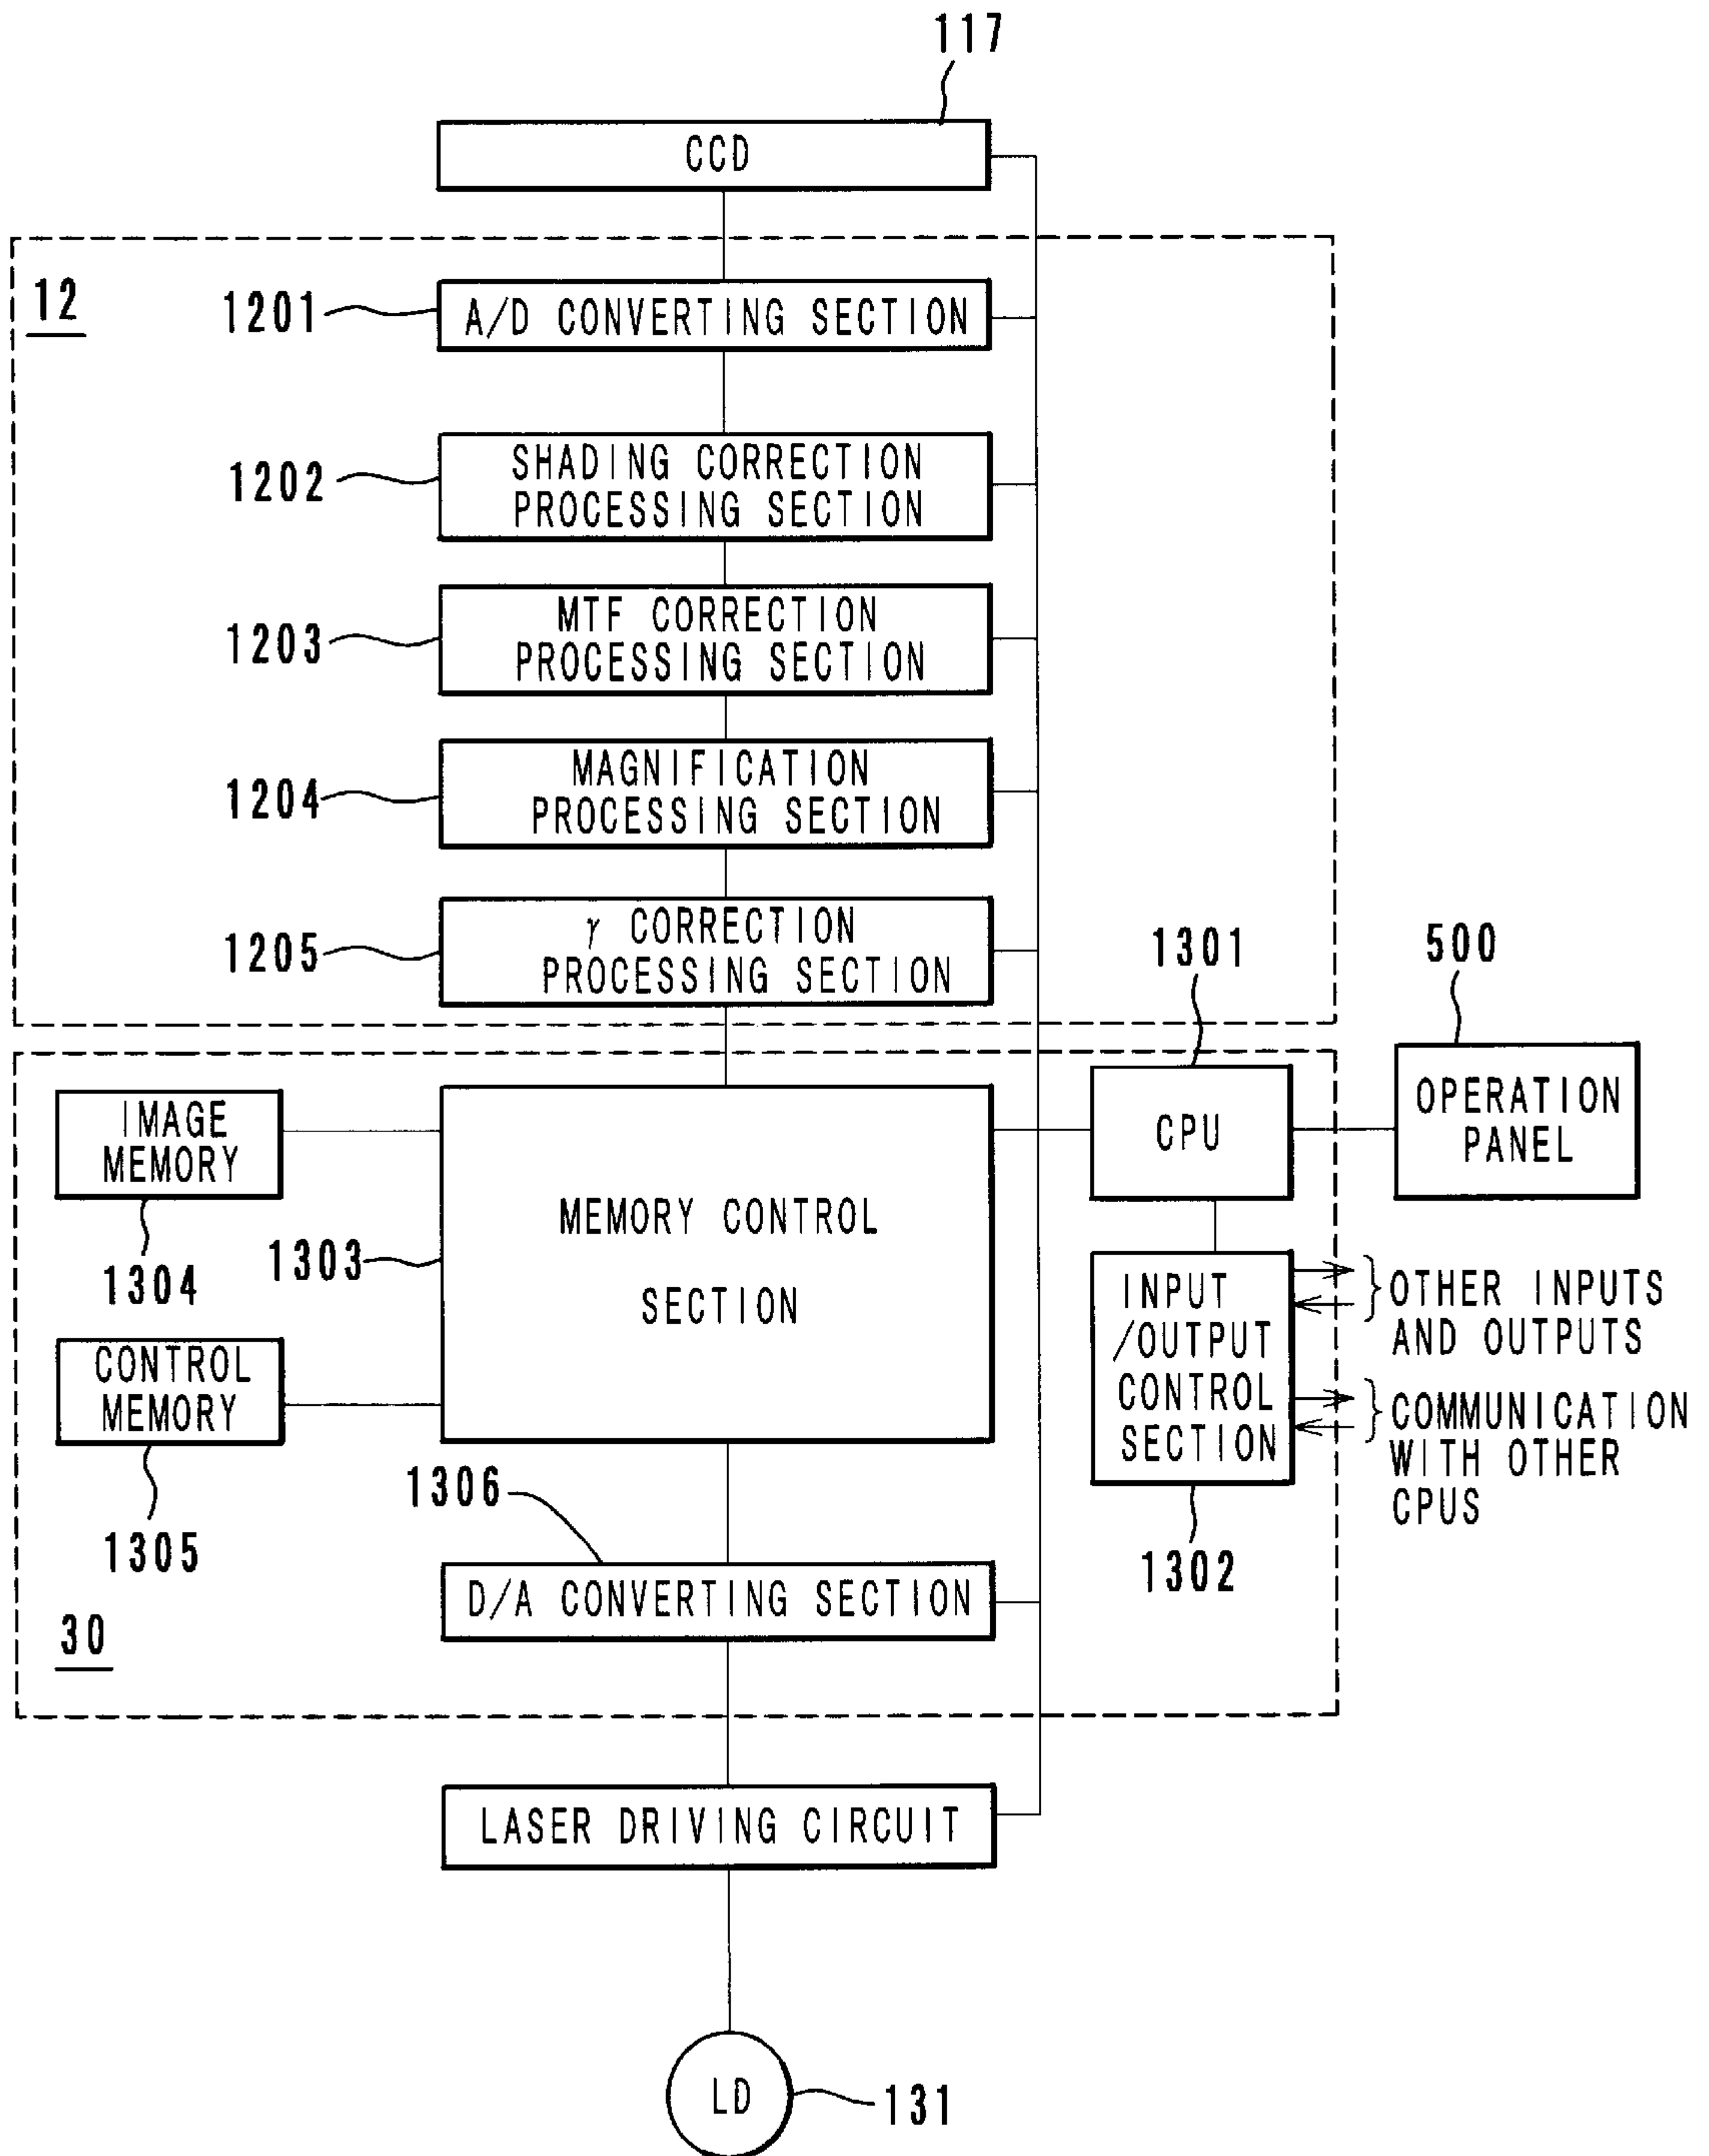 117
CCD
12
1201
A/D CONVERTING SECTION
1202
SHADING CORRECTION
PROCESSING SECTION
1203
MTF CORRECTION
PROCESSING SECTION
1204
MAGNIFICATION
PROCESSING SECTION
1205
γ CORRECTION
PROCESSING SECTION
1301
500
IMAGE
MEMORY
1304
1303
MEMORY CONTROL
SECTION
CPU
OPERATION
PANEL
CONTROL
MEMORY
1305
INPUT
/OUTPUT
CONTROL
SECTION
1302
OTHER INPUTS
AND OUTPUTS
COMMUNICATION
WITH OTHER
CPUS
1306
D/A CONVERTING SECTION
30
LASER DRIVING CIRCUIT
LD
131